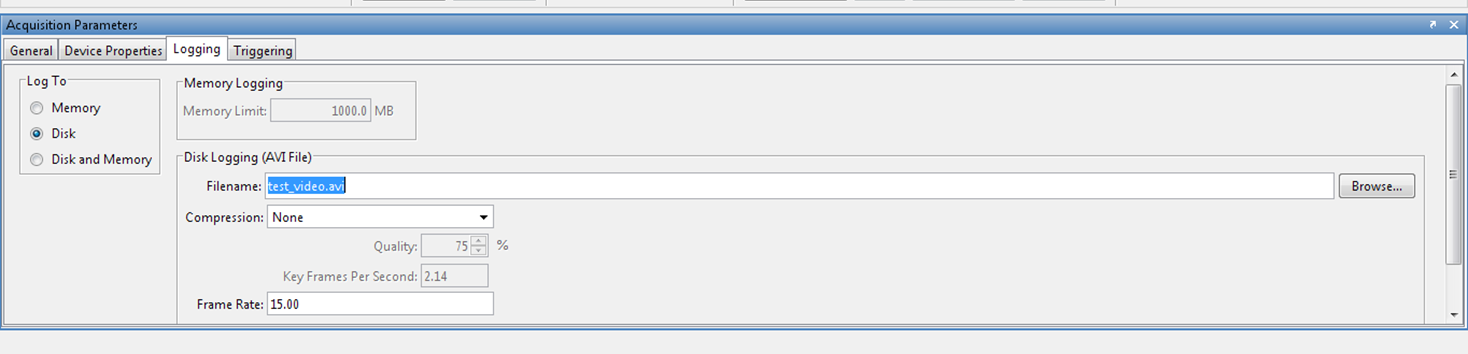 Acquisition Parameters
General Device Properties Logging Triggering
Log To
Memory
Disk
Disk and Memory
Memory Logging
Memory Limit: 1000.0 MB
Disk Logging (AVI File)
Filename: test_video.avi Browse...
Compression: None
Quality: 75 %
Key Frames Per Second: 2.14
Frame Rate: 15.00